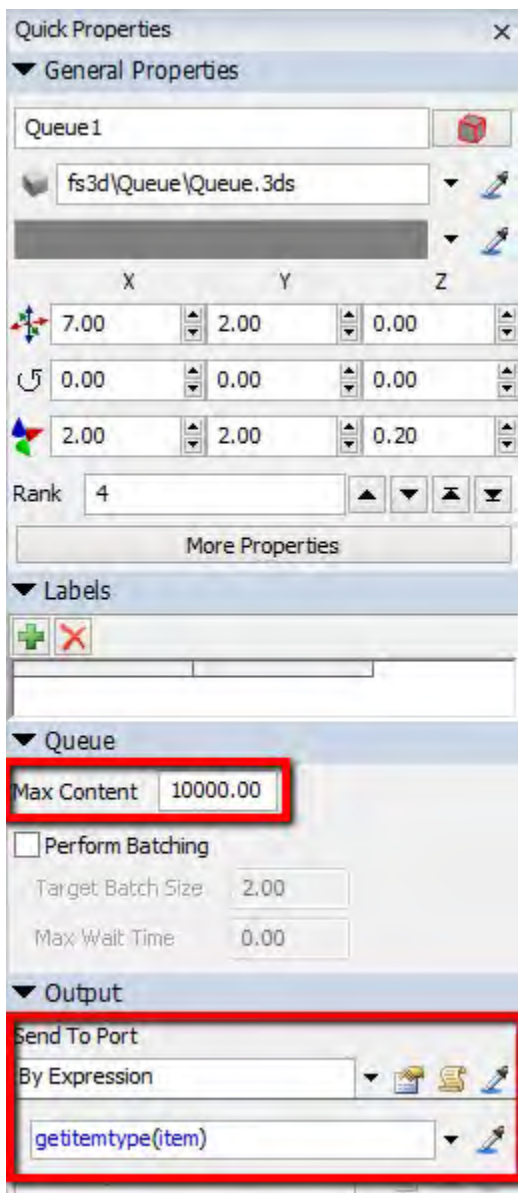 Quick Properties
General Properties
Queue1
fs3d\Queue\Queue.3ds
X Y Z
7.00 2.00 0.00
0.00 0.00 0.00
2.00 2.00 0.20
Rank 4
More Properties
Labels
Queue
Max Content 10000.00
Perform Batching
Target Batch Size 2.00
Max Wait Time 0.00
Output
Send To Port
By Expression
getitemtype(item)